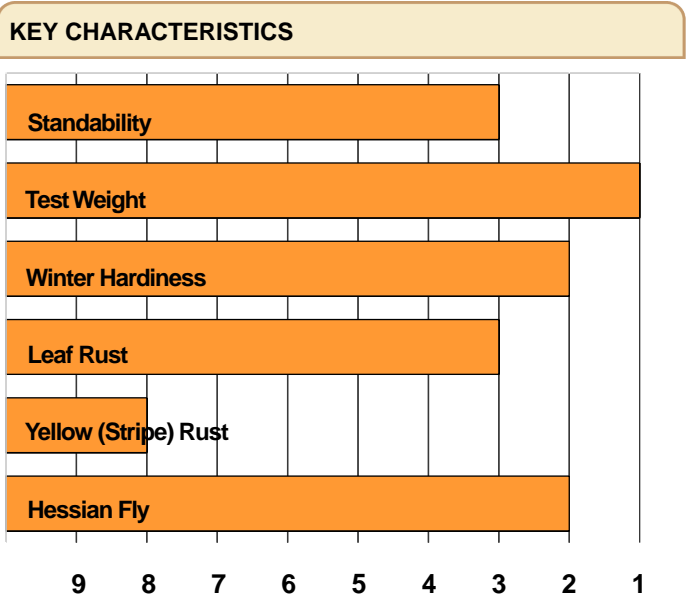 KEY CHARACTERISTICS
Standability
Test Weight
Winter Hardiness
Leaf Rust
Yellow (Stripe) Rust
Hessian Fly
9 8 7 6 5 4 3 2 1